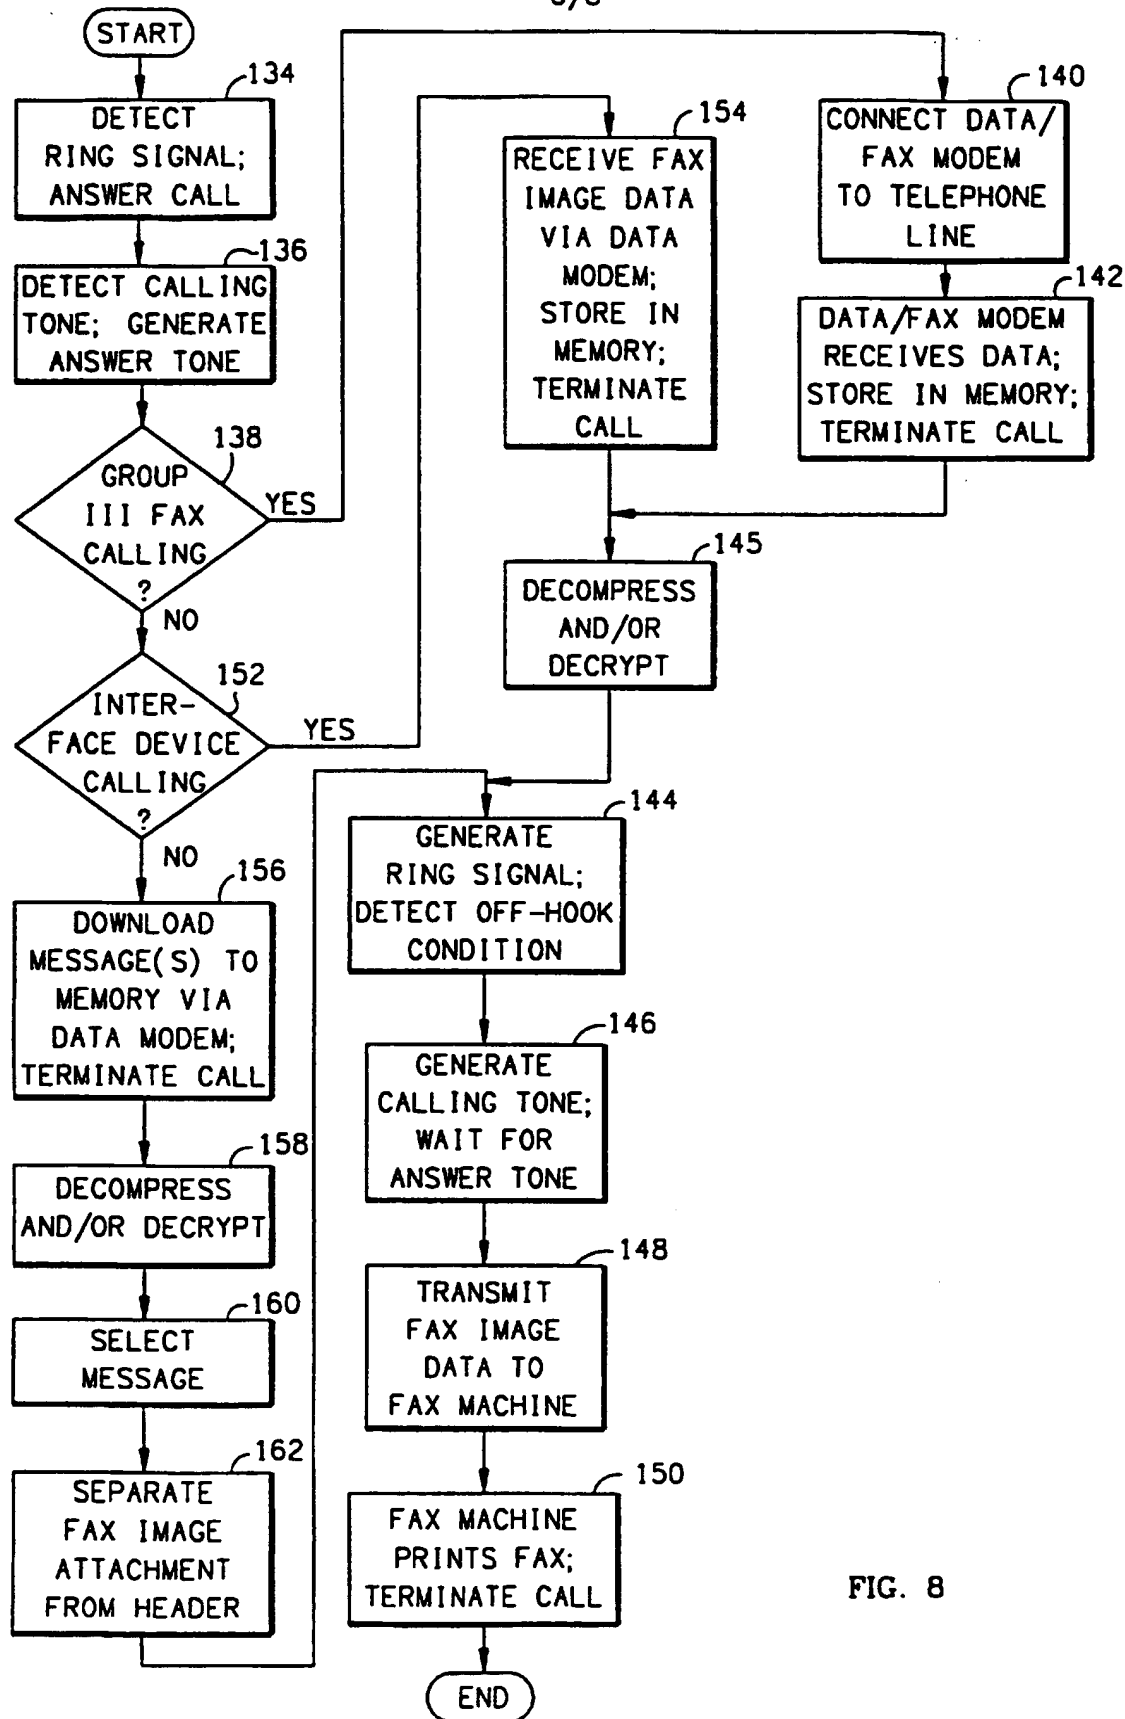 START
134
DETECT
RING SIGNAL;
ANSWER CALL
136
DETECT CALLING
TONE; GENERATE
ANSWER TONE
138
GROUP
III FAX
CALLING
?
YES
NO
152
INTER-
FACE DEVICE
CALLING
?
YES
NO
156
DOWNLOAD
MESSAGE(S) TO
MEMORY VIA
DATA MODEM;
TERMINATE CALL
158
DECOMPRESS
AND/OR DECRYPT
160
SELECT
MESSAGE
162
SEPARATE
FAX IMAGE
ATTACHMENT
FROM HEADER
154
RECEIVE FAX
IMAGE DATA
VIA DATA
MODEM;
STORE IN
MEMORY;
TERMINATE
CALL
140
CONNECT DATA/
FAX MODEM
TO TELEPHONE
LINE
142
DATA/FAX MODEM
RECEIVES DATA;
STORE IN MEMORY;
TERMINATE CALL
145
DECOMPRESS
AND/OR
DECRYPT
144
GENERATE
RING SIGNAL;
DETECT OFF-HOOK
CONDITION
146
GENERATE
CALLING TONE;
WAIT FOR
ANSWER TONE
148
TRANSMIT
FAX IMAGE
DATA TO
FAX MACHINE
150
FAX MACHINE
PRINTS FAX;
TERMINATE CALL
END
FIG. 8